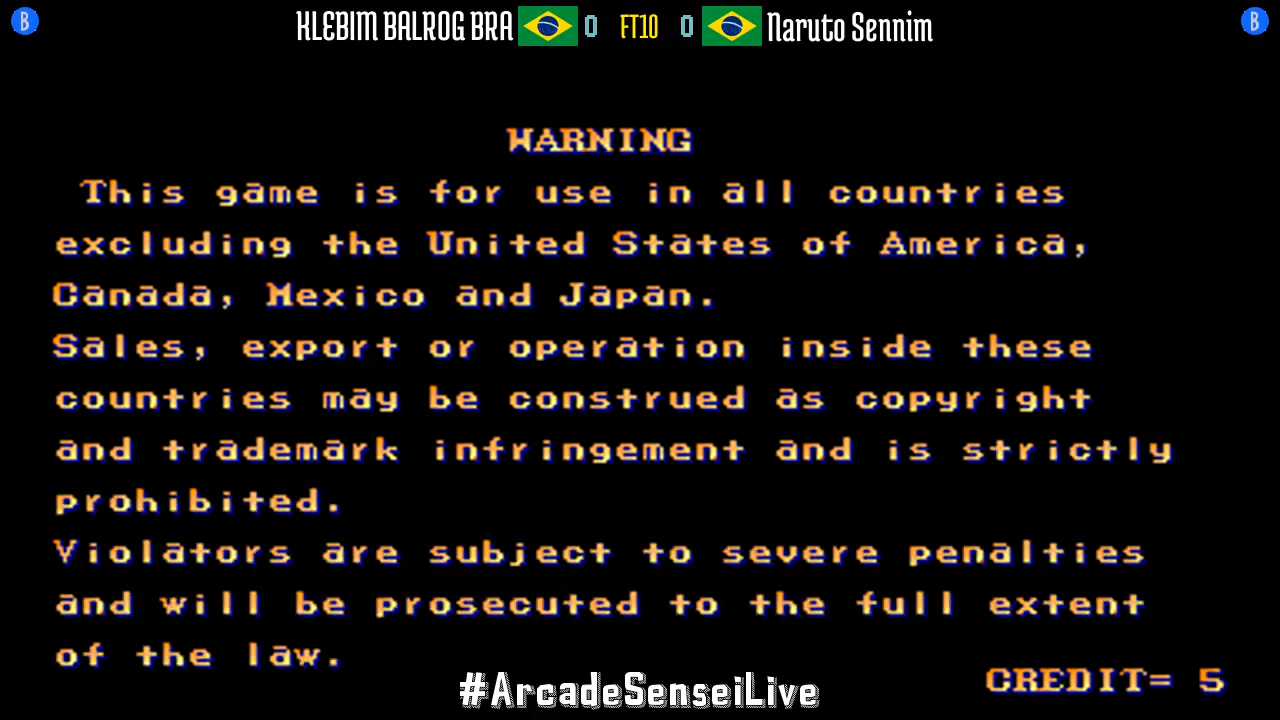 B KLEBIM BALROG BRA 0 FT10 0 Naruto Sennim B
WARNING
This game is for use in all countries
excluding the United States of America,
Canada, Mexico and Japan.
Sales, export or operation inside these
countries may be construed as copyright
and trademark infringement and is strictly
prohibited.
Violators are subject to severe penalties
and will be prosecuted to the full extent
of the law.
CREDIT= 5
#ArcadeSenseiLive